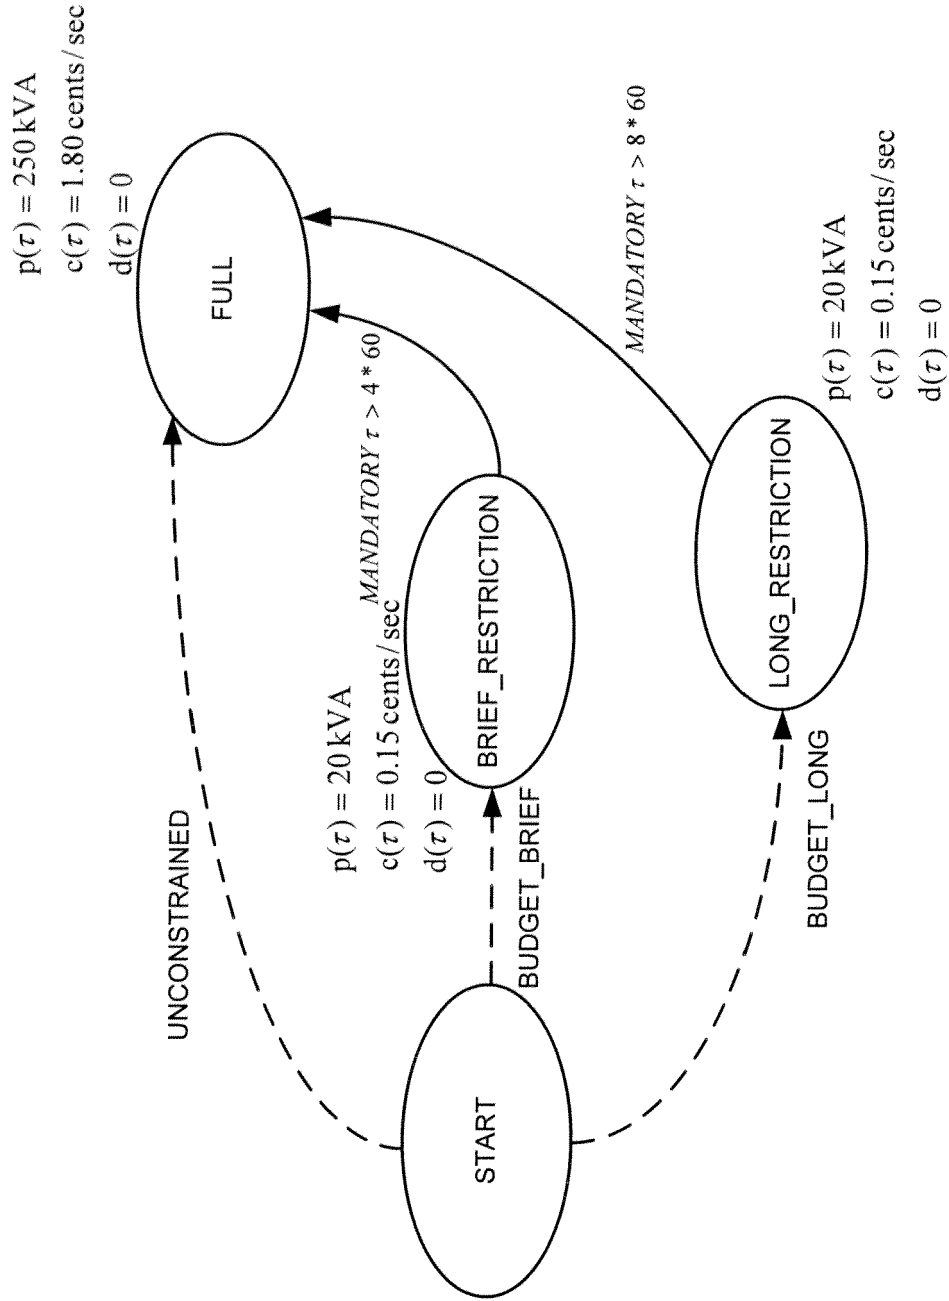 UNCONSTRAINED
p(τ) = 250 kVA
c(τ) = 1.80 cents/sec
d(τ) = 0
FULL
p(τ) = 20 kVA
c(τ) = 0.15 cents/sec
d(τ) = 0
MANDATORY τ > 4 * 60
START
BUDGET_BRIEF
BRIEF_RESTRICTION
MANDATORY τ > 8 * 60
BUDGET_LONG
LONG_RESTRICTION
p(τ) = 20 kVA
c(τ) = 0.15 cents/sec
d(τ) = 0